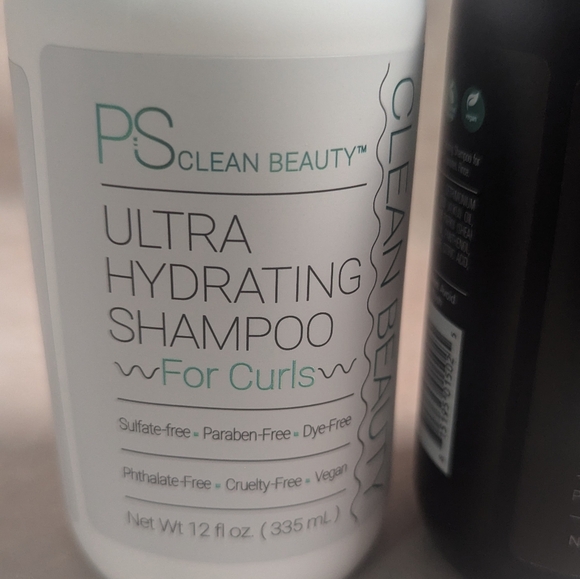 PS CLEAN BEAUTY™
ULTRA
HYDRATING
SHAMPOO
For Curls
Sulfate-free • Paraben-Free • Dye-Free
Phthalate-Free • Cruelty-Free • Vegan
Net Wt 12 fl oz. (335 mL)
CLEAN BEAUTY